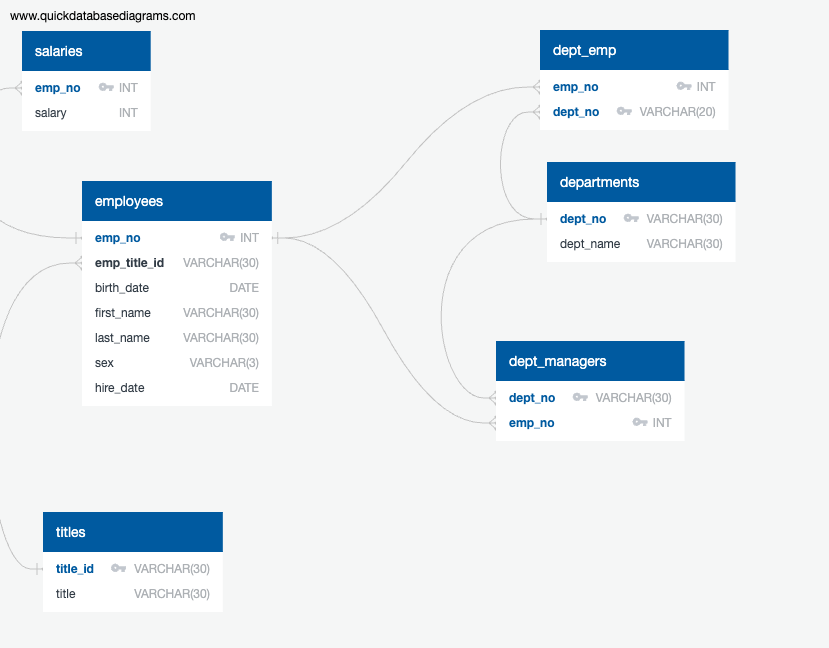 www.quickdatabasediagrams.com
salaries
emp_no INT
salary INT
employees
emp_no INT
emp_title_id VARCHAR(30)
birth_date DATE
first_name VARCHAR(30)
last_name VARCHAR(30)
sex VARCHAR(3)
hire_date DATE
titles
title_id VARCHAR(30)
title VARCHAR(30)
dept_emp
emp_no INT
dept_no VARCHAR(20)
departments
dept_no VARCHAR(30)
dept_name VARCHAR(30)
dept_managers
dept_no VARCHAR(30)
emp_no INT